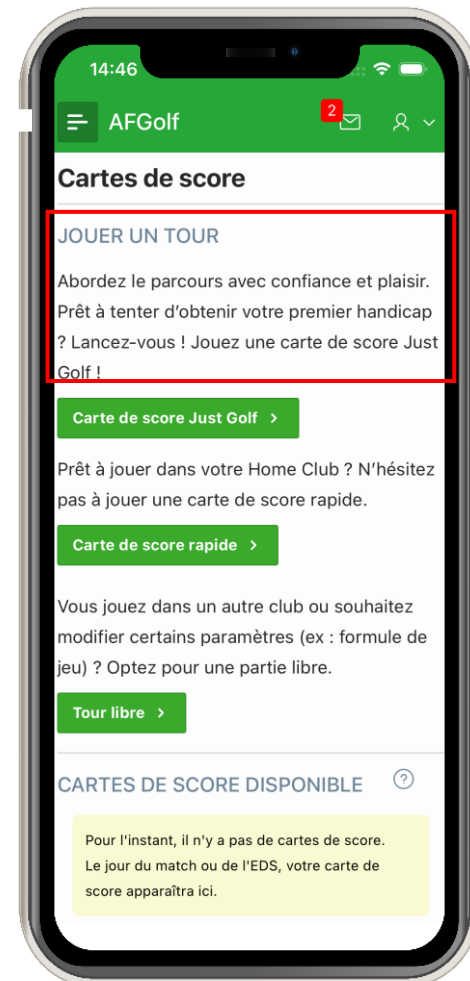 14:46
AFGolf
2
Cartes de score
JOUER UN TOUR
Abordez le parcours avec confiance et plaisir.
Prêt à tenter d’obtenir votre premier handicap
? Lancez-vous ! Jouez une carte de score Just
Golf !
Carte de score Just Golf >
Prêt à jouer dans votre Home Club ? N’hésitez
pas à jouer une carte de score rapide.
Carte de score rapide >
Vous jouez dans un autre club ou souhaitez
modifier certains paramètres (ex : formule de
jeu) ? Optez pour une partie libre.
Tour libre >
CARTES DE SCORE DISPONIBLE ?
Pour l'instant, il n'y a pas de cartes de score.
Le jour du match ou de l'EDS, votre carte de
score apparaîtra ici.